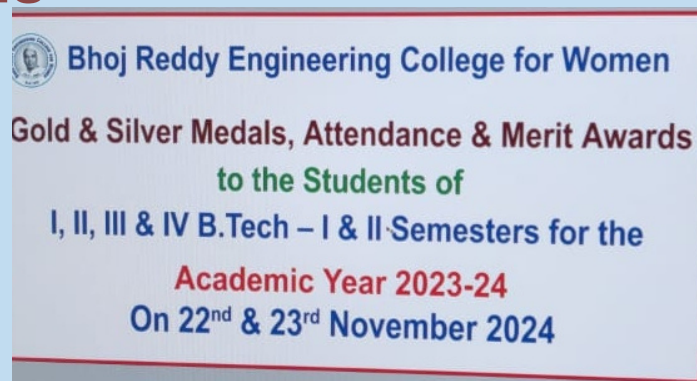 Bhoj Reddy Engineering College for Women
Gold & Silver Medals, Attendance & Merit Awards
to the Students of
I, II, III & IV B.Tech – I & II Semesters for the
Academic Year 2023-24
On 22nd & 23rd November 2024